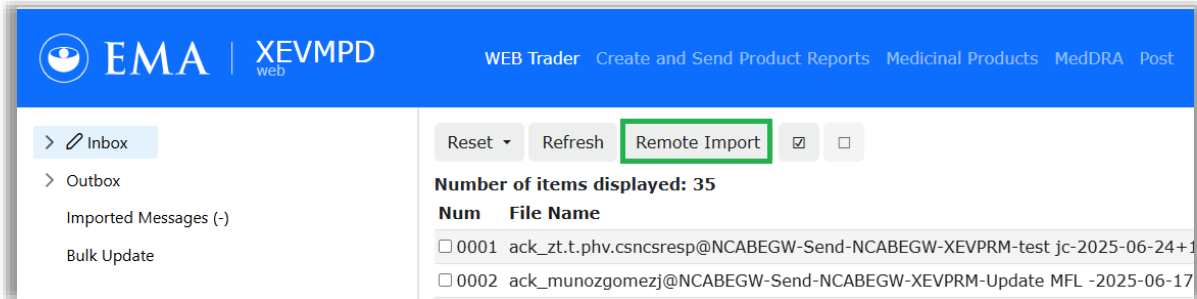 EMA | XEVMPD web
WEB Trader Create and Send Product Reports Medicinal Products MedDRA Post
Inbox
Outbox
Imported Messages (-)
Bulk Update
Reset Refresh Remote Import
Number of items displayed: 35
Num File Name
0001 ack_zt.t.phv.csncsresp@NCABEGW-Send-NCABEGW-XEVPRM-test jc-2025-06-24+1
0002 ack_munozgomezj@NCABEGW-Send-NCABEGW-XEVPRM-Update MFL -2025-06-17